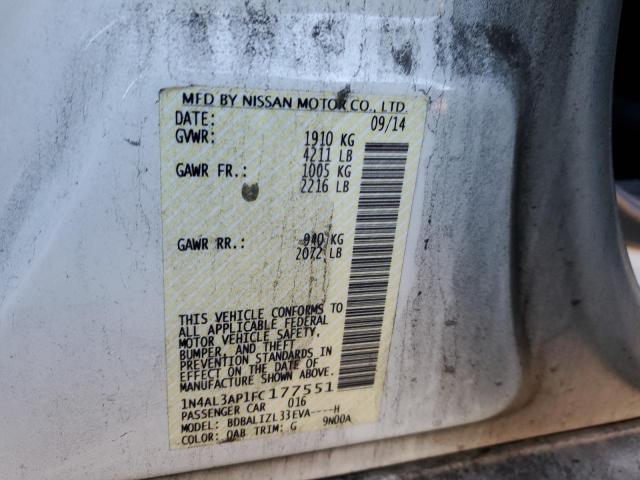 MFD BY NISSAN MOTOR CO., LTD.
DATE: 09/14
GVWR: 1910 KG
4211 LB
GAWR FR.: 1005 KG
2216 LB
GAWR RR.: 940 KG
2072 LB
THIS VEHICLE CONFORMS TO
ALL APPLICABLE FEDERAL
MOTOR VEHICLE SAFETY,
BUMPER, AND THEFT
PREVENTION STANDARDS IN
EFFECT ON THE DATE OF
MANUFACTURE SHOWN ABOVE.
1N4AL3AP1FC177551
PASSENGER CAR 016
MODEL: BDBALIZL33EVA----H
COLOR: QAB TRIM: G 9N00A